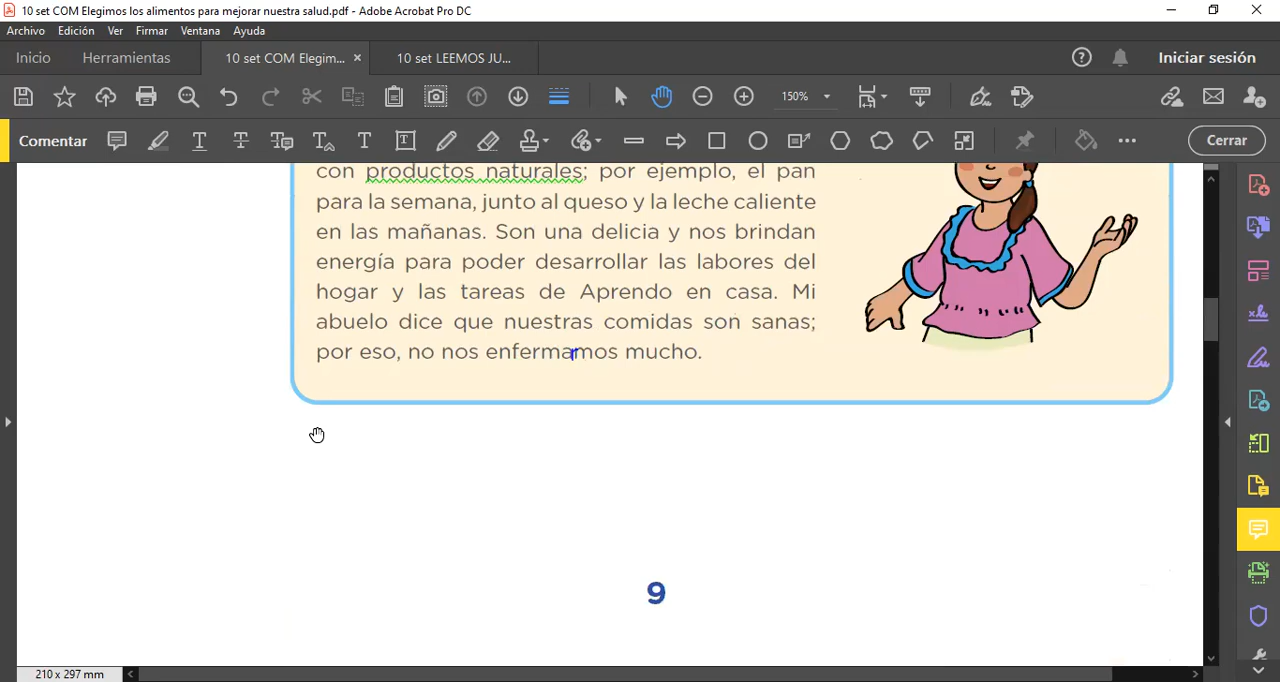 10 set COM Elegimos los alimentos para mejorar nuestra salud.pdf - Adobe Acrobat Pro DC
Archivo Edición Ver Firmar Ventana Ayuda
Inicio Herramientas 10 set COM Elegim... × 10 set LEEMOS JU... Iniciar sesión
150%
Comentar Cerrar
con productos naturales; por ejemplo, el pan
para la semana, junto al queso y la leche caliente
en las mañanas. Son una delicia y nos brindan
energía para poder desarrollar las labores del
hogar y las tareas de Aprendo en casa. Mi
abuelo dice que nuestras comidas son sanas;
por eso, no nos enfermamos mucho.
9
210 x 297 mm